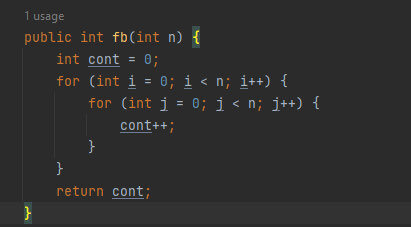 1 usage
public int fb(int n) {
    int cont = 0;
    for (int i = 0; i < n; i++) {
        for (int j = 0; j < n; j++) {
            cont++;
        }
    }
    return cont;
}